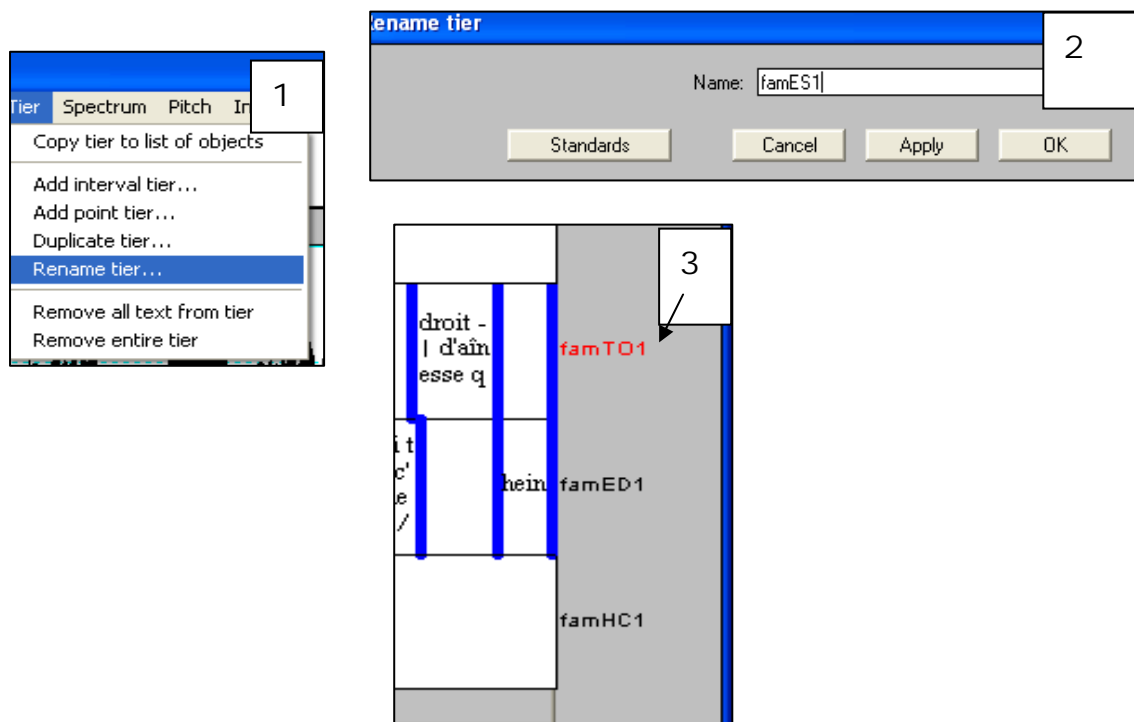 1
Tier Spectrum Pitch In
Copy tier to list of objects
Add interval tier...
Add point tier...
Duplicate tier...
Rename tier...
Remove all text from tier
Remove entire tier
ename tier
2
Name: famES1
Standards Cancel Apply OK
3
droit -
| d'aîn
esse q
famTO1
i t
c'
e
/
hein
famED1
famHC1